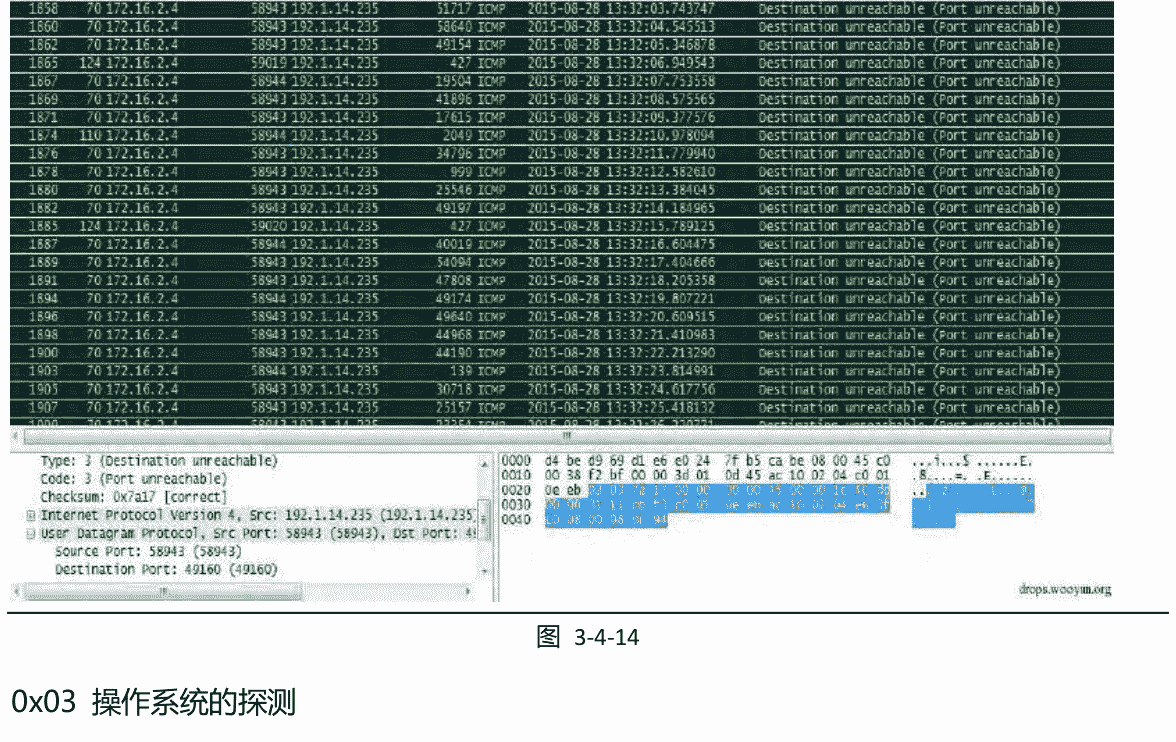 1858 70 172.16.2.4 58943 192.1.14.235 51717 ICMP 2015-08-28 13:32:03.743747 Destination unreachable (Port unreachable)
1860 70 172.16.2.4 58943 192.1.14.235 58640 ICMP 2015-08-28 13:32:04.545513 Destination unreachable (Port unreachable)
1862 70 172.16.2.4 58943 192.1.14.235 49154 ICMP 2015-08-28 13:32:05.346878 Destination unreachable (Port unreachable)
1865 124 172.16.2.4 59019 192.1.14.235 427 ICMP 2015-08-28 13:32:06.949543 Destination unreachable (Port unreachable)
1867 70 172.16.2.4 58944 192.1.14.235 19504 ICMP 2015-08-28 13:32:07.753558 Destination unreachable (Port unreachable)
1869 70 172.16.2.4 58943 192.1.14.235 41896 ICMP 2015-08-28 13:32:08.575565 Destination unreachable (Port unreachable)
1871 70 172.16.2.4 58943 192.1.14.235 17615 ICMP 2015-08-28 13:32:09.377576 Destination unreachable (Port unreachable)
1874 110 172.16.2.4 58944 192.1.14.235 2049 ICMP 2015-08-28 13:32:10.978094 Destination unreachable (Port unreachable)
1876 70 172.16.2.4 58943 192.1.14.235 34796 ICMP 2015-08-28 13:32:11.779940 Destination unreachable (Port unreachable)
1878 70 172.16.2.4 58943 192.1.14.235 999 ICMP 2015-08-28 13:32:12.582610 Destination unreachable (Port unreachable)
1880 70 172.16.2.4 58943 192.1.14.235 25546 ICMP 2015-08-28 13:32:13.384045 Destination unreachable (Port unreachable)
1882 70 172.16.2.4 58943 192.1.14.235 49197 ICMP 2015-08-28 13:32:14.184965 Destination unreachable (Port unreachable)
1885 124 172.16.2.4 59020 192.1.14.235 427 ICMP 2015-08-28 13:32:15.789125 Destination unreachable (Port unreachable)
1887 70 172.16.2.4 58944 192.1.14.235 40019 ICMP 2015-08-28 13:32:16.604475 Destination unreachable (Port unreachable)
1889 70 172.16.2.4 58943 192.1.14.235 54094 ICMP 2015-08-28 13:32:17.404666 Destination unreachable (Port unreachable)
1891 70 172.16.2.4 58943 192.1.14.235 47808 ICMP 2015-08-28 13:32:18.205358 Destination unreachable (Port unreachable)
1894 70 172.16.2.4 58944 192.1.14.235 49174 ICMP 2015-08-28 13:32:19.807221 Destination unreachable (Port unreachable)
1896 70 172.16.2.4 58943 192.1.14.235 49640 ICMP 2015-08-28 13:32:20.609515 Destination unreachable (Port unreachable)
1898 70 172.16.2.4 58943 192.1.14.235 44968 ICMP 2015-08-28 13:32:21.410983 Destination unreachable (Port unreachable)
1900 70 172.16.2.4 58943 192.1.14.235 44190 ICMP 2015-08-28 13:32:22.213290 Destination unreachable (Port unreachable)
1903 70 172.16.2.4 58944 192.1.14.235 139 ICMP 2015-08-28 13:32:23.814991 Destination unreachable (Port unreachable)
1905 70 172.16.2.4 58943 192.1.14.235 30718 ICMP 2015-08-28 13:32:24.617756 Destination unreachable (Port unreachable)
1907 70 172.16.2.4 58943 192.1.14.235 25157 ICMP 2015-08-28 13:32:25.418132 Destination unreachable (Port unreachable)
Type: 3 (Destination unreachable)
Code: 3 (Port unreachable)
Checksum: 0x7a17 [correct]
Internet Protocol Version 4, Src: 192.1.14.235 (192.1.14.235)
User Datagram Protocol, Src Port: 58943 (58943), Dst Port: 49
Source Port: 58943 (58943)
Destination Port: 49160 (49160)
0000 d4 be d9 69 d1 e6 e0 24 7f b5 ca be 08 00 45 c0 ...i...$ ......E.
0010 00 38 f2 bf 00 00 3d 01 0d 45 ac 10 02 04 c0 01 .8....=. .E......
0020 0e eb
0030
0040
drops.wooyun.org
图 3-4-14
0x03 操作系统的探测